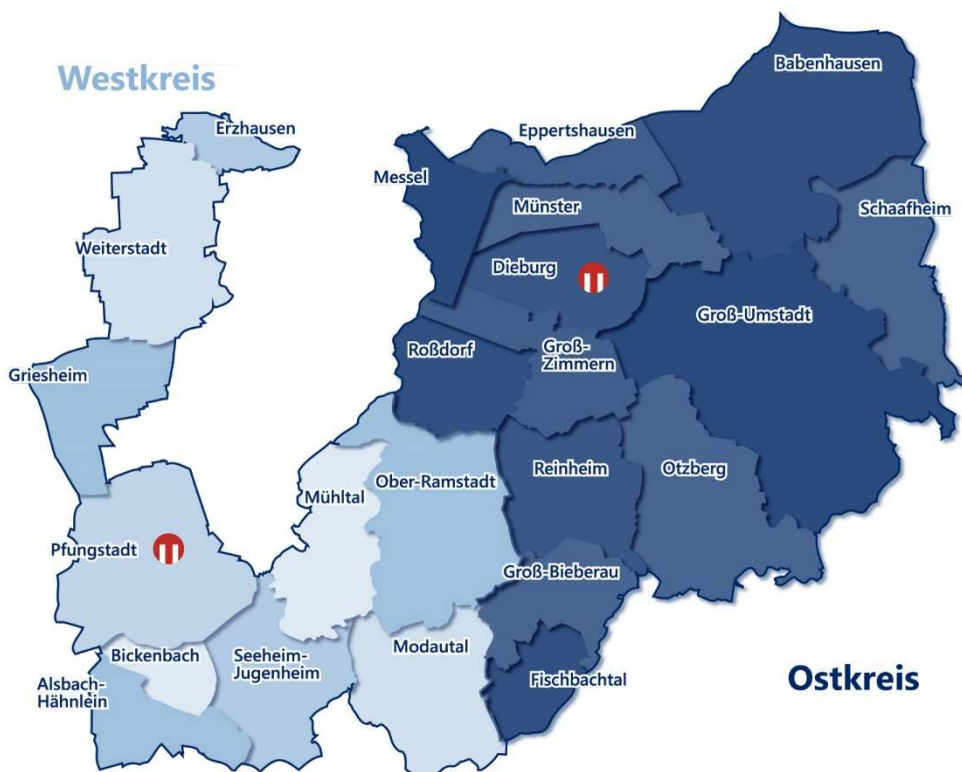 Westkreis
Babenhausen
Erzhausen
Eppertshausen
Messel
Münster
Schaafheim
Weiterstadt
Dieburg
Groß-Umstadt
Roßdorf
Groß-
Zimmern
Griesheim
Reinheim
Otzberg
Ober-Ramstadt
Mühltal
Pfungstadt
Groß-Bieberau
Modautal
Bickenbach
Seeheim-
Jugenheim
Fischbachtal
Ostkreis
Alsbach-
Hähnlein